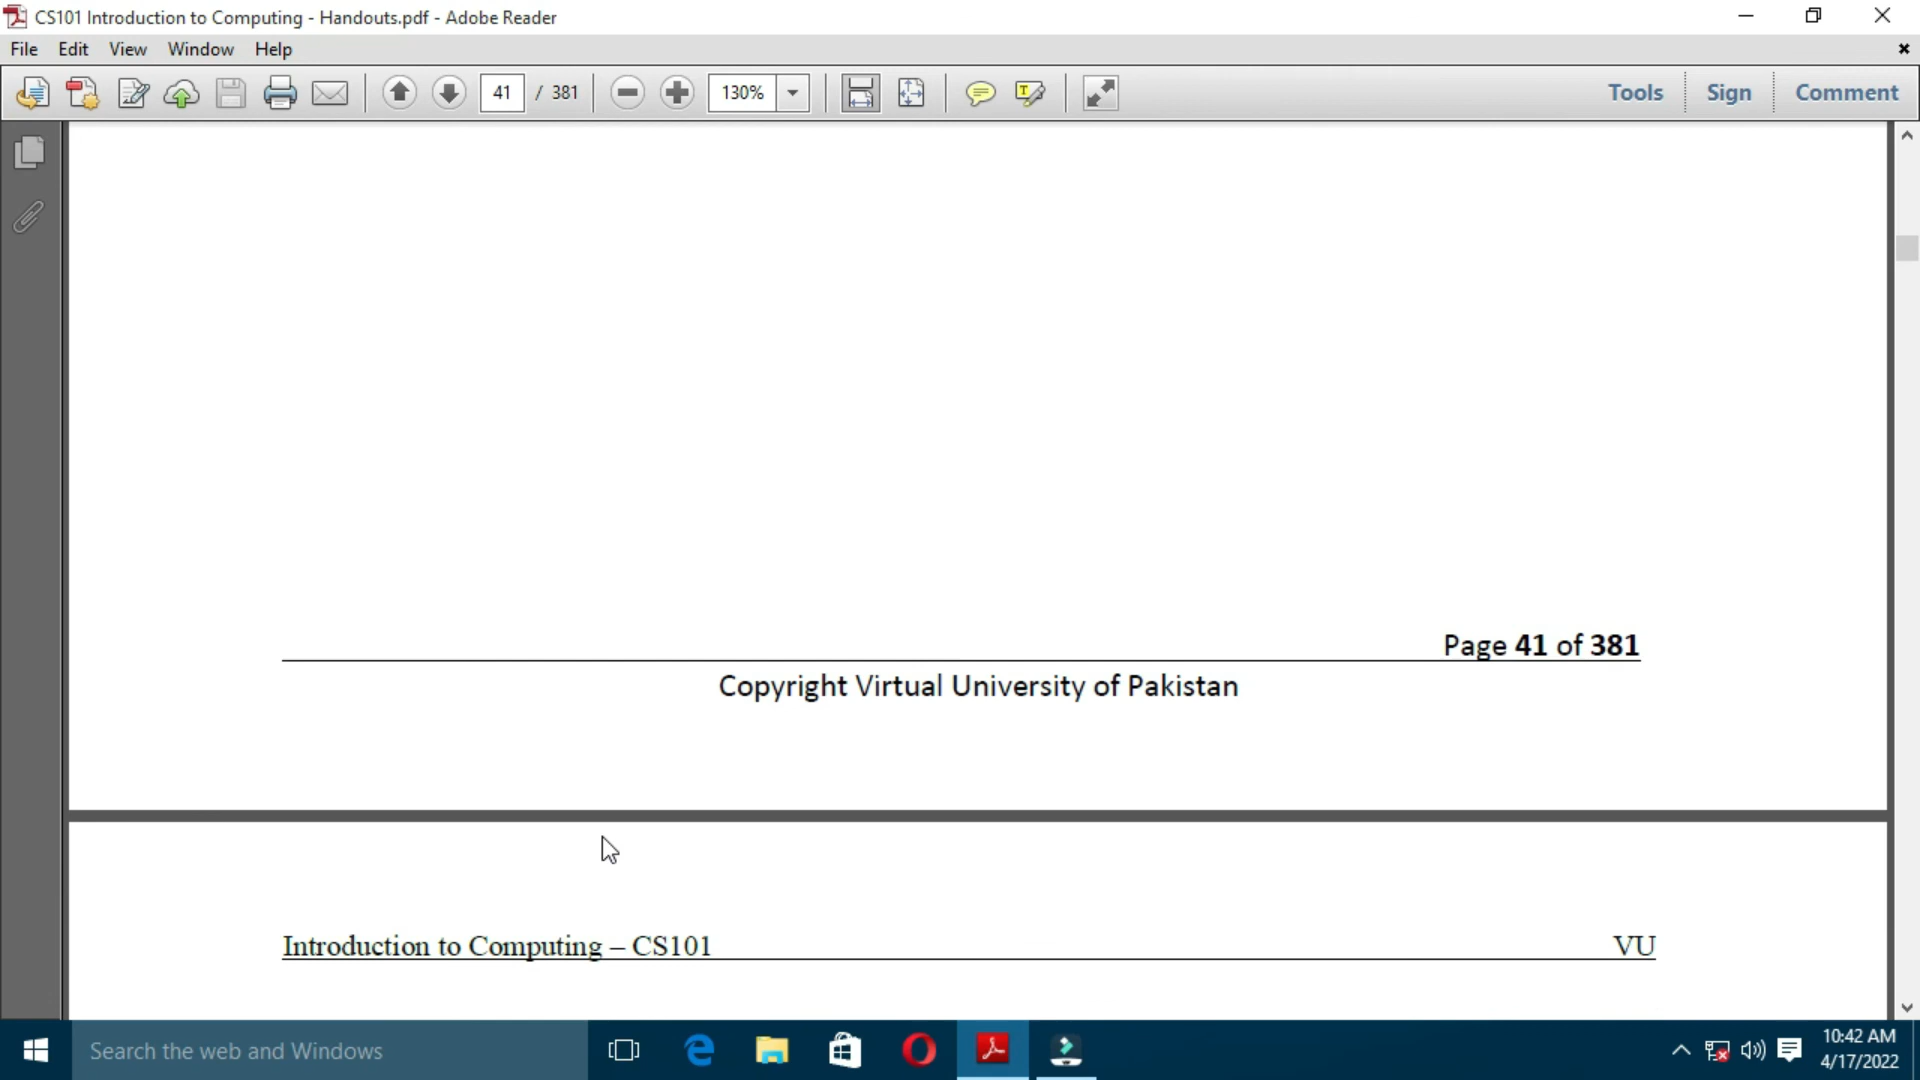 CS101 Introduction to Computing - Handouts.pdf - Adobe Reader
File Edit View Window Help
41 / 381 130% Tools Sign Comment
Page 41 of 381
Copyright Virtual University of Pakistan
Introduction to Computing – CS101 VU
Search the web and Windows
10:42 AM
4/17/2022